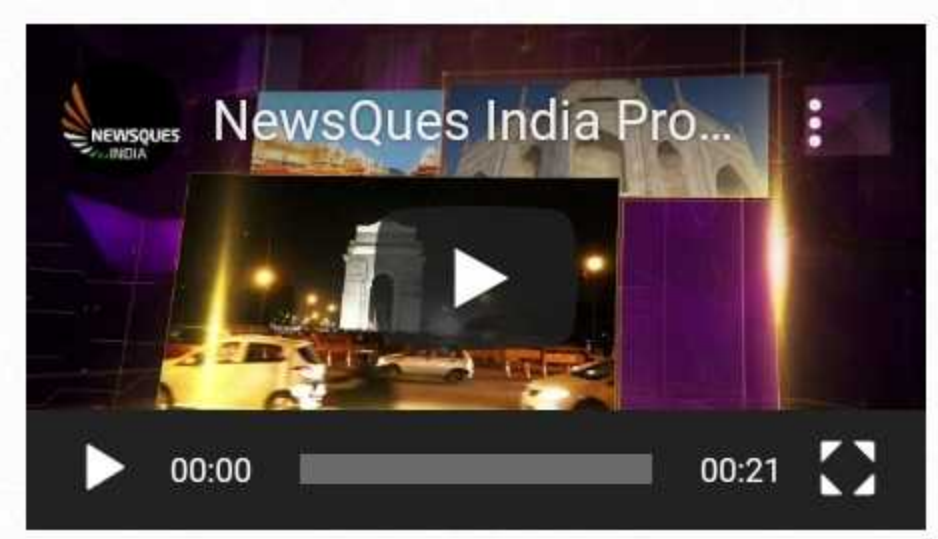 NEWSQUES
INDIA
NewsQues India Pro...
00:00
00:21